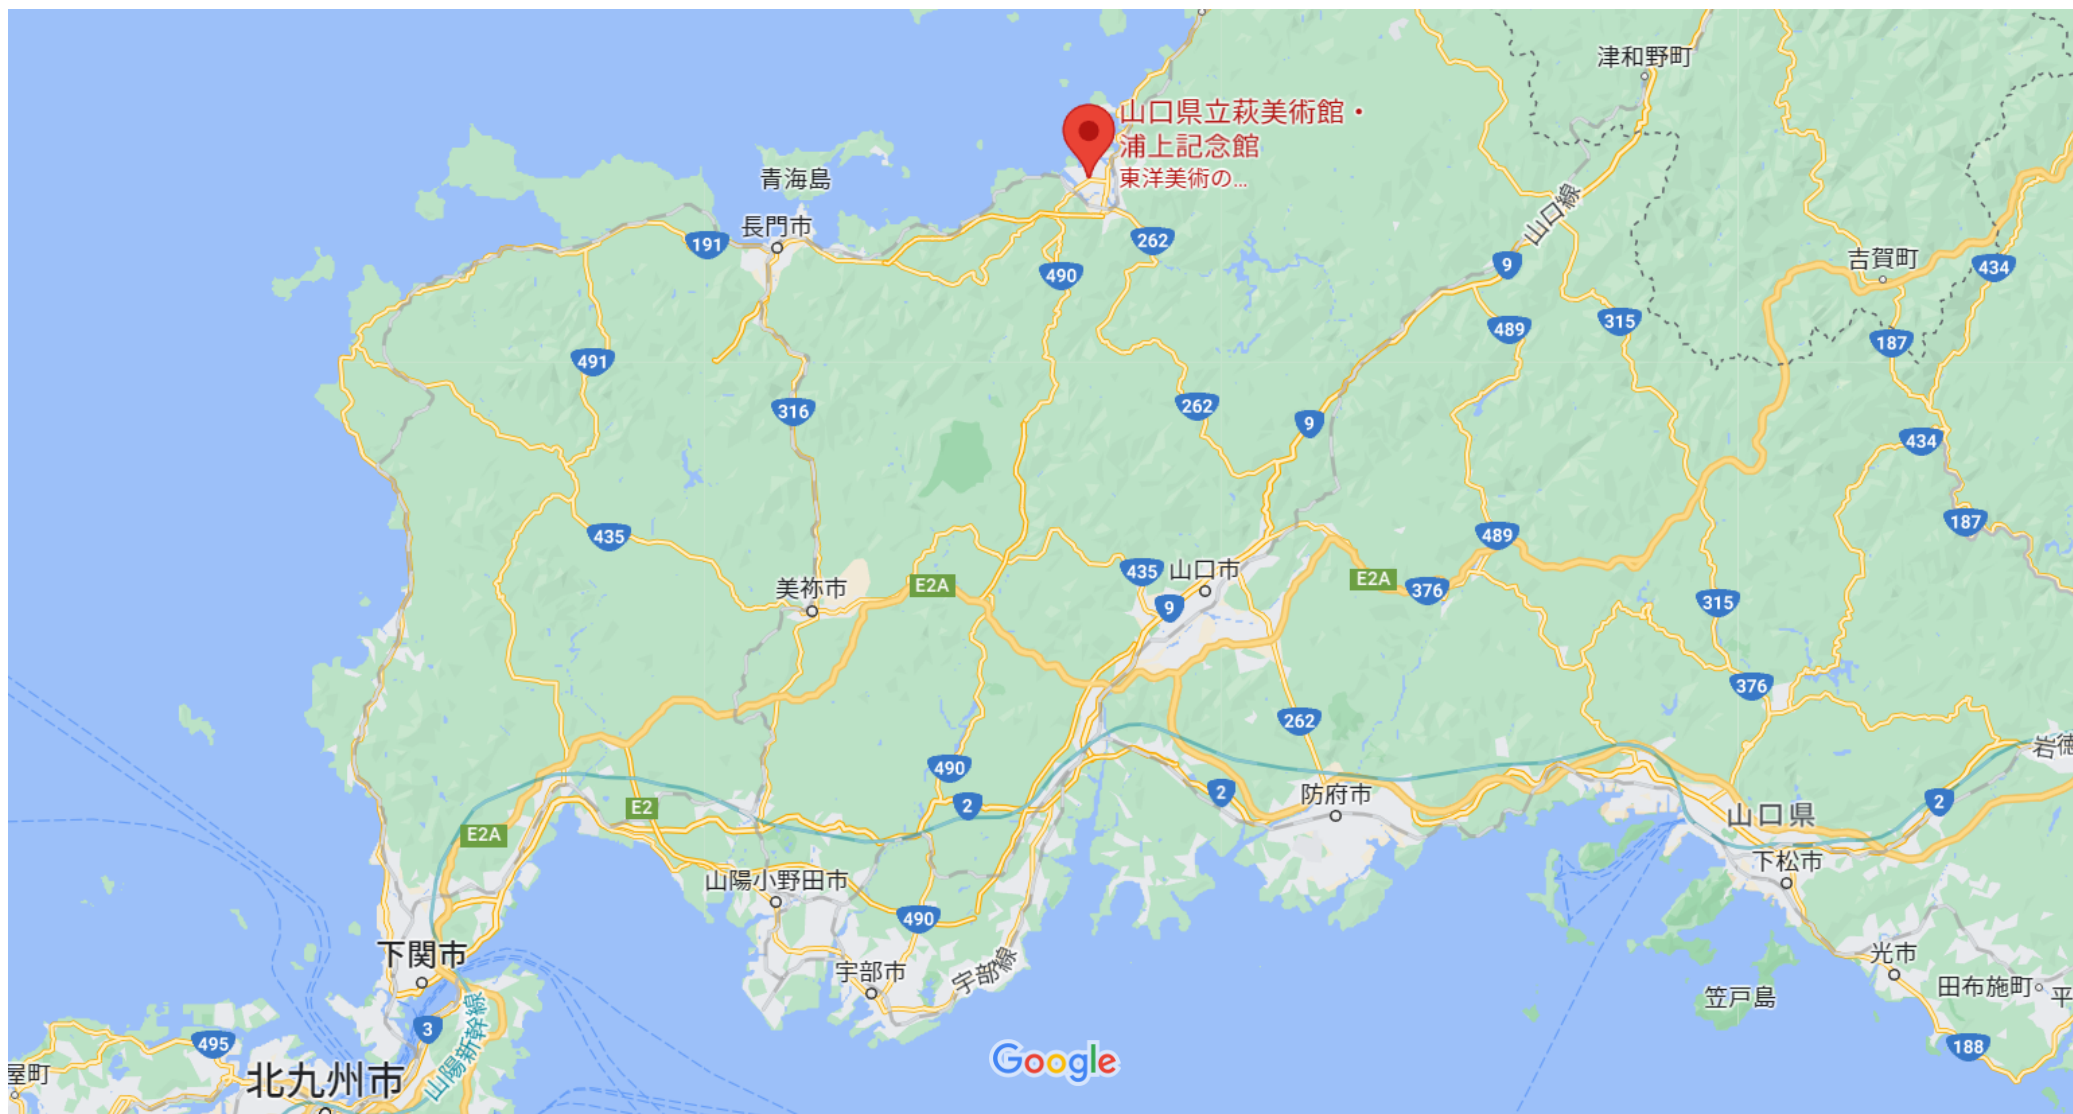 津和野町
山口県立萩美術館・
浦上記念館
東洋美術の...
青海島
長門市
191
262
490
山口線
9
吉賀町
434
489
315
187
491
316
262
9
434
435
489
187
E2A
435
山口市
E2A
376
美祢市
9
315
376
262
490
岩徳
E2
2
2
防府市
2
山口県
E2A
下松市
山陽小野田市
490
下関市
宇部市
宇部線
光市
笠戸島
田布施町
平
3
山陽新幹線
495
188
Google
屋町
北九州市